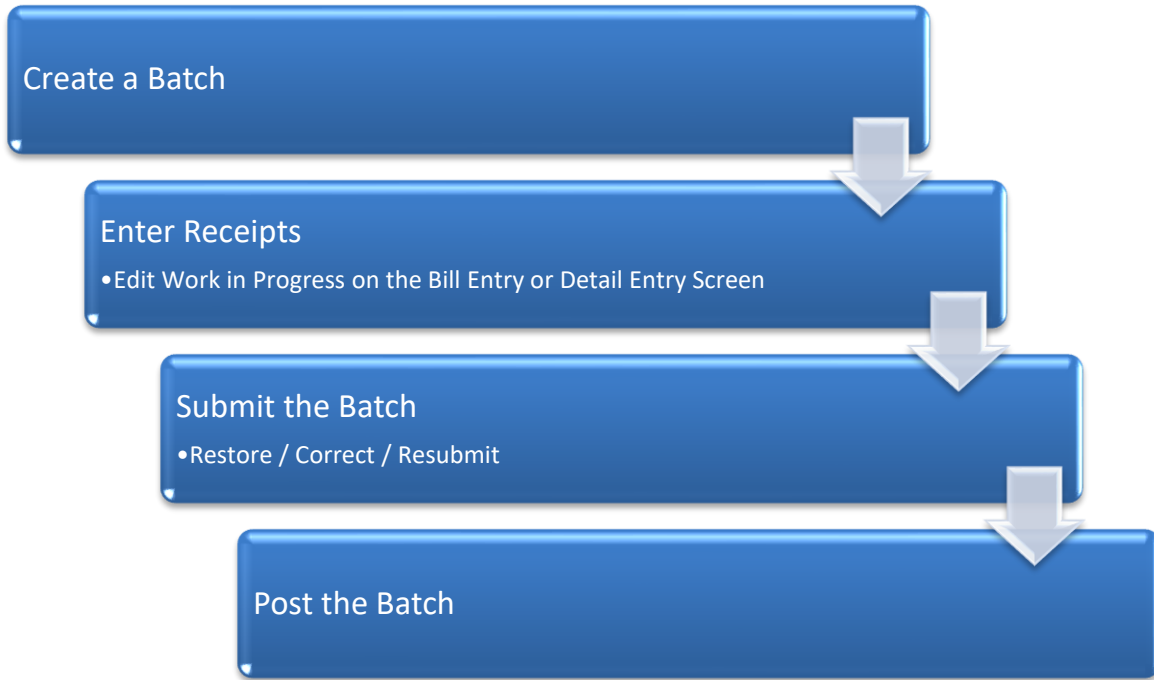 Create a Batch
Enter Receipts
•Edit Work in Progress on the Bill Entry or Detail Entry Screen
Submit the Batch
•Restore / Correct / Resubmit
Post the Batch